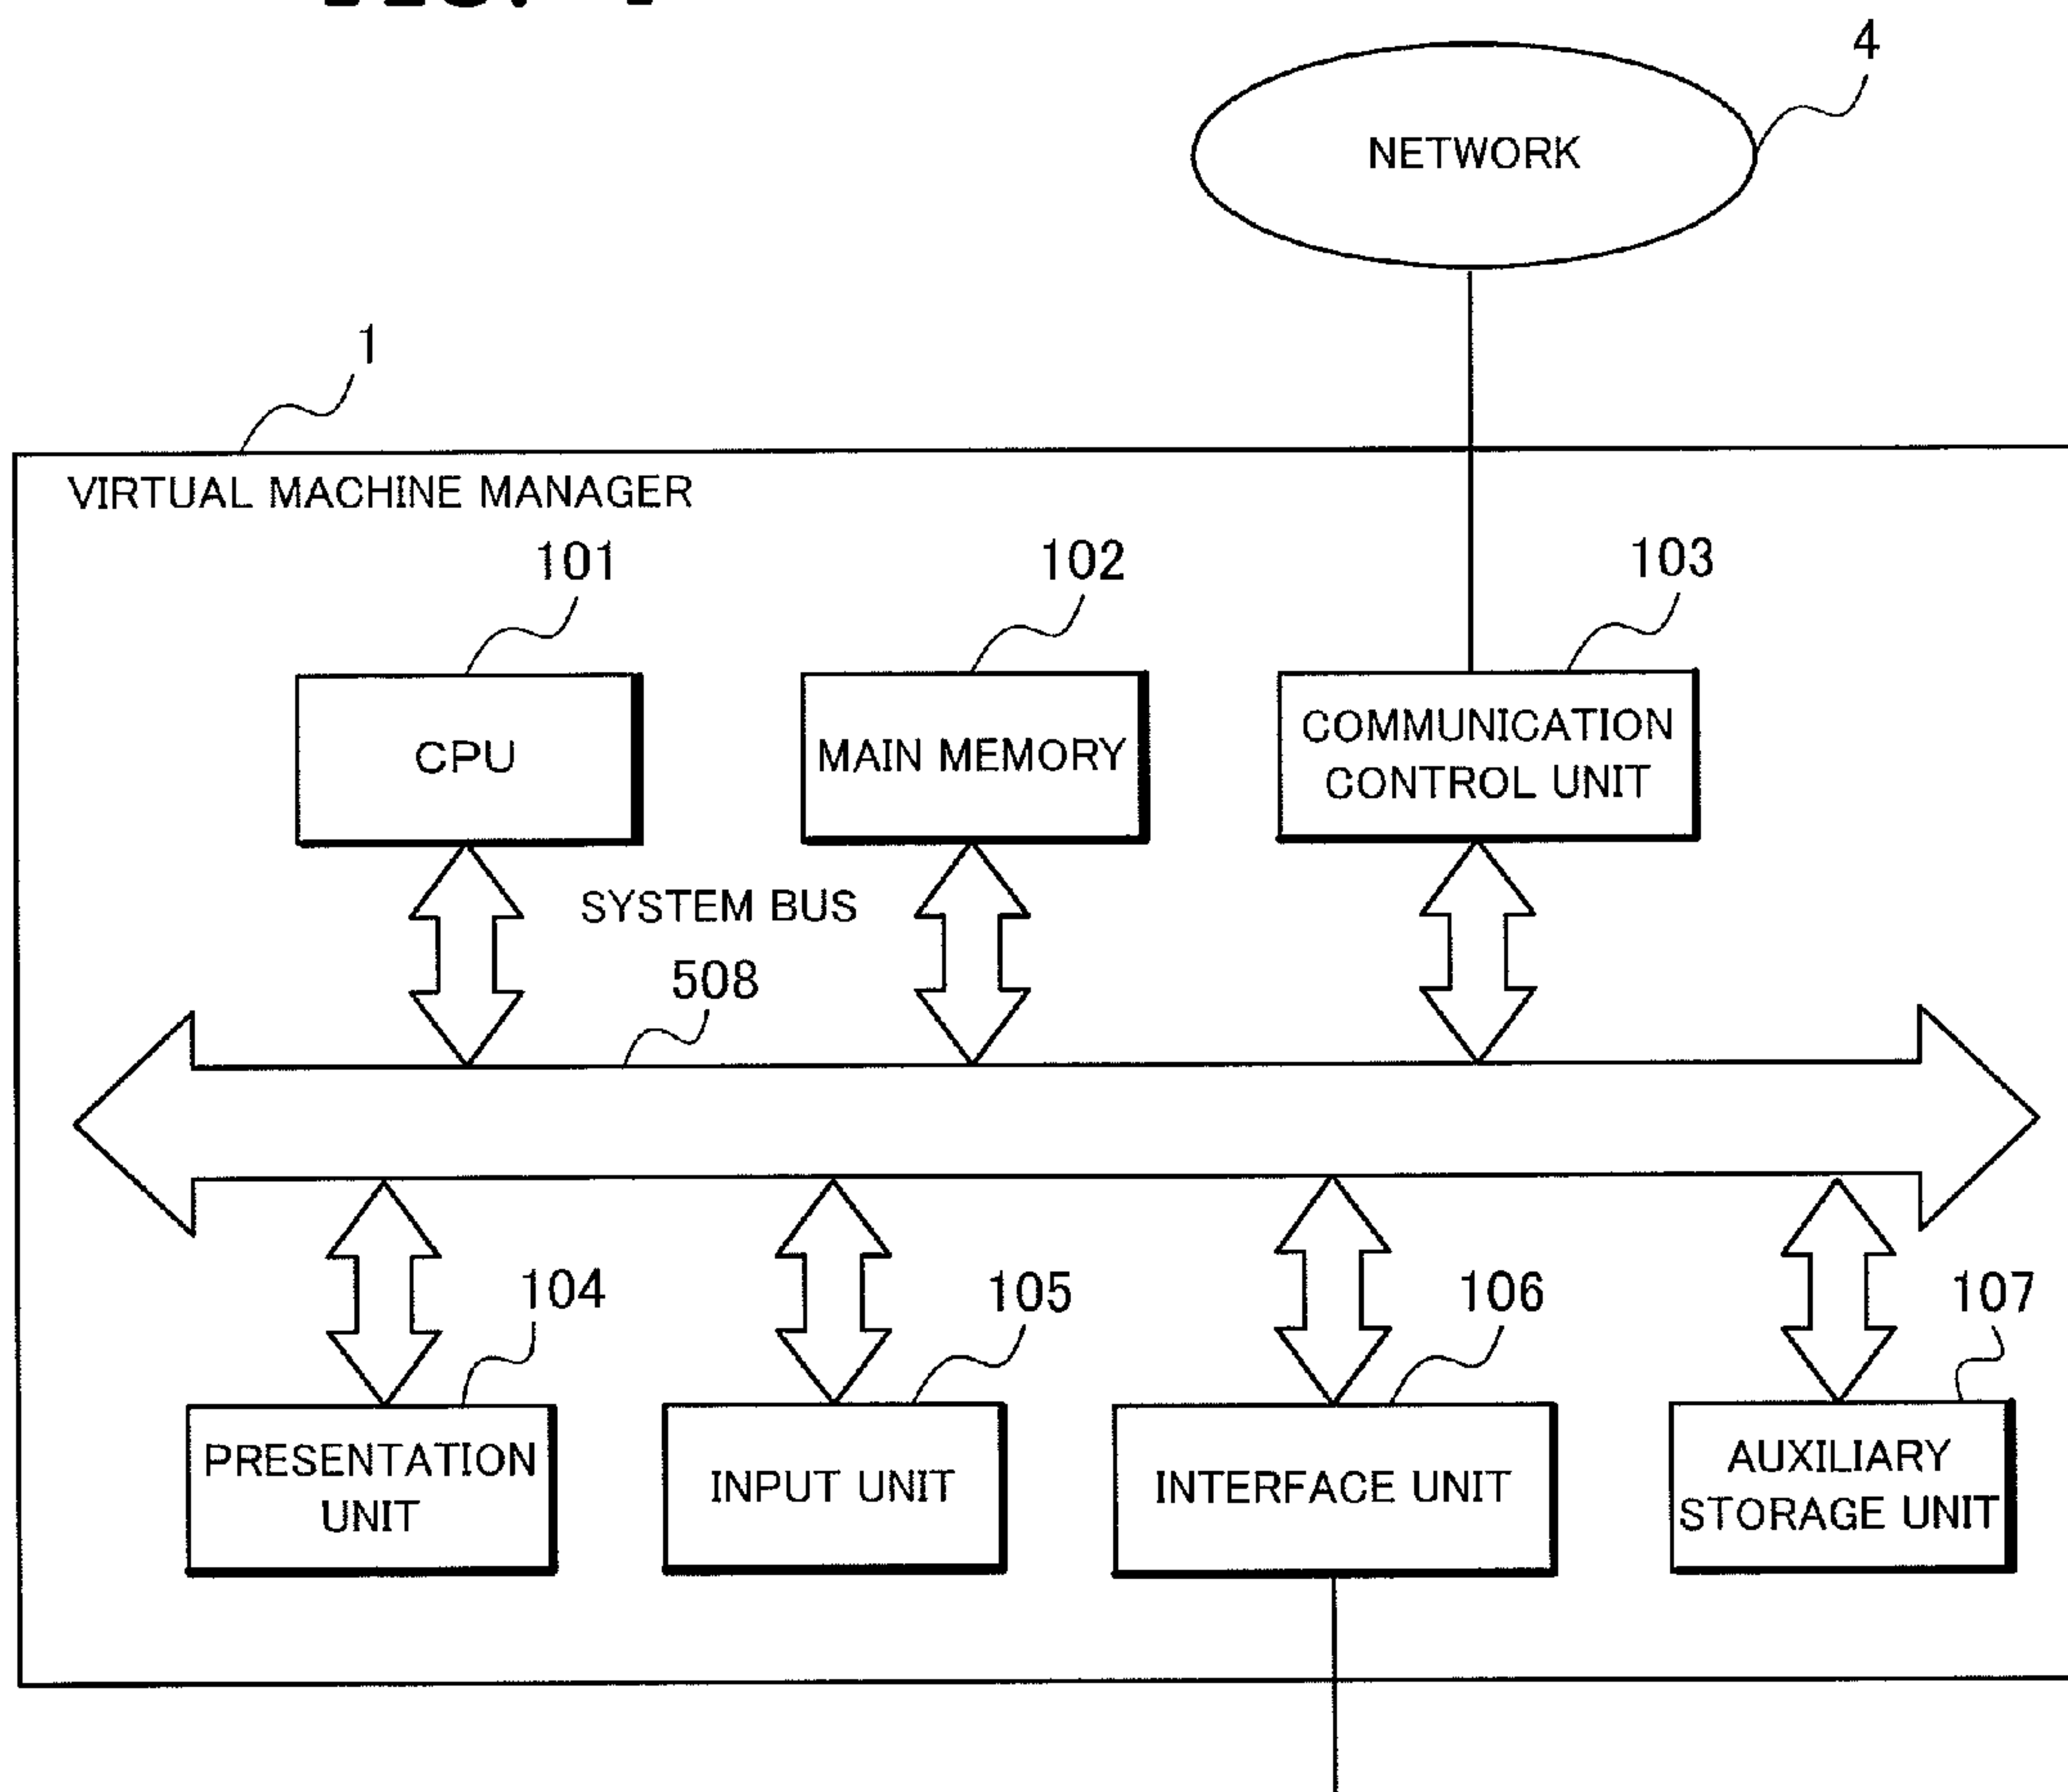 4
NETWORK
1
VIRTUAL MACHINE MANAGER
101
102
103
CPU
MAIN MEMORY
COMMUNICATION
CONTROL UNIT
SYSTEM BUS
508
104
105
106
107
PRESENTATION
UNIT
INPUT UNIT
INTERFACE UNIT
AUXILIARY
STORAGE UNIT